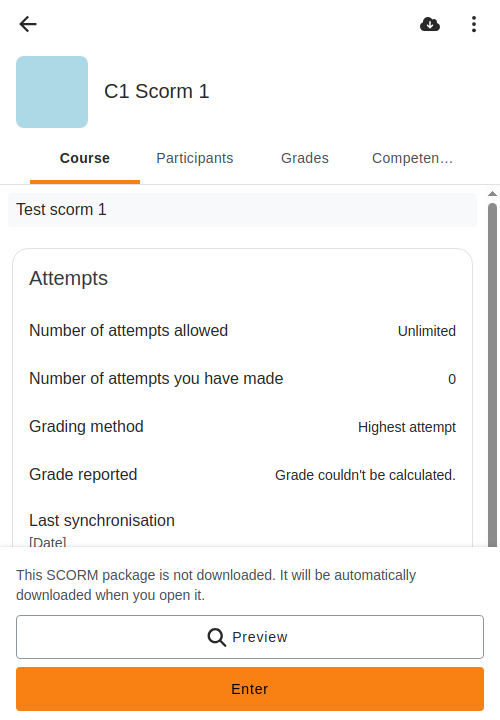 C1 Scorm 1
Course
Participants
Grades
Competen…
Test scorm 1
Attempts
Number of attempts allowed
Unlimited
Number of attempts you have made
0
Grading method
Highest attempt
Grade reported
Grade couldn't be calculated.
Last synchronisation
[Date]
This SCORM package is not downloaded. It will be automatically
downloaded when you open it.
Preview
Enter